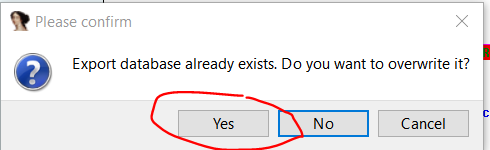 Please confirm
Export database already exists. Do you want to overwrite it?
Yes No Cancel